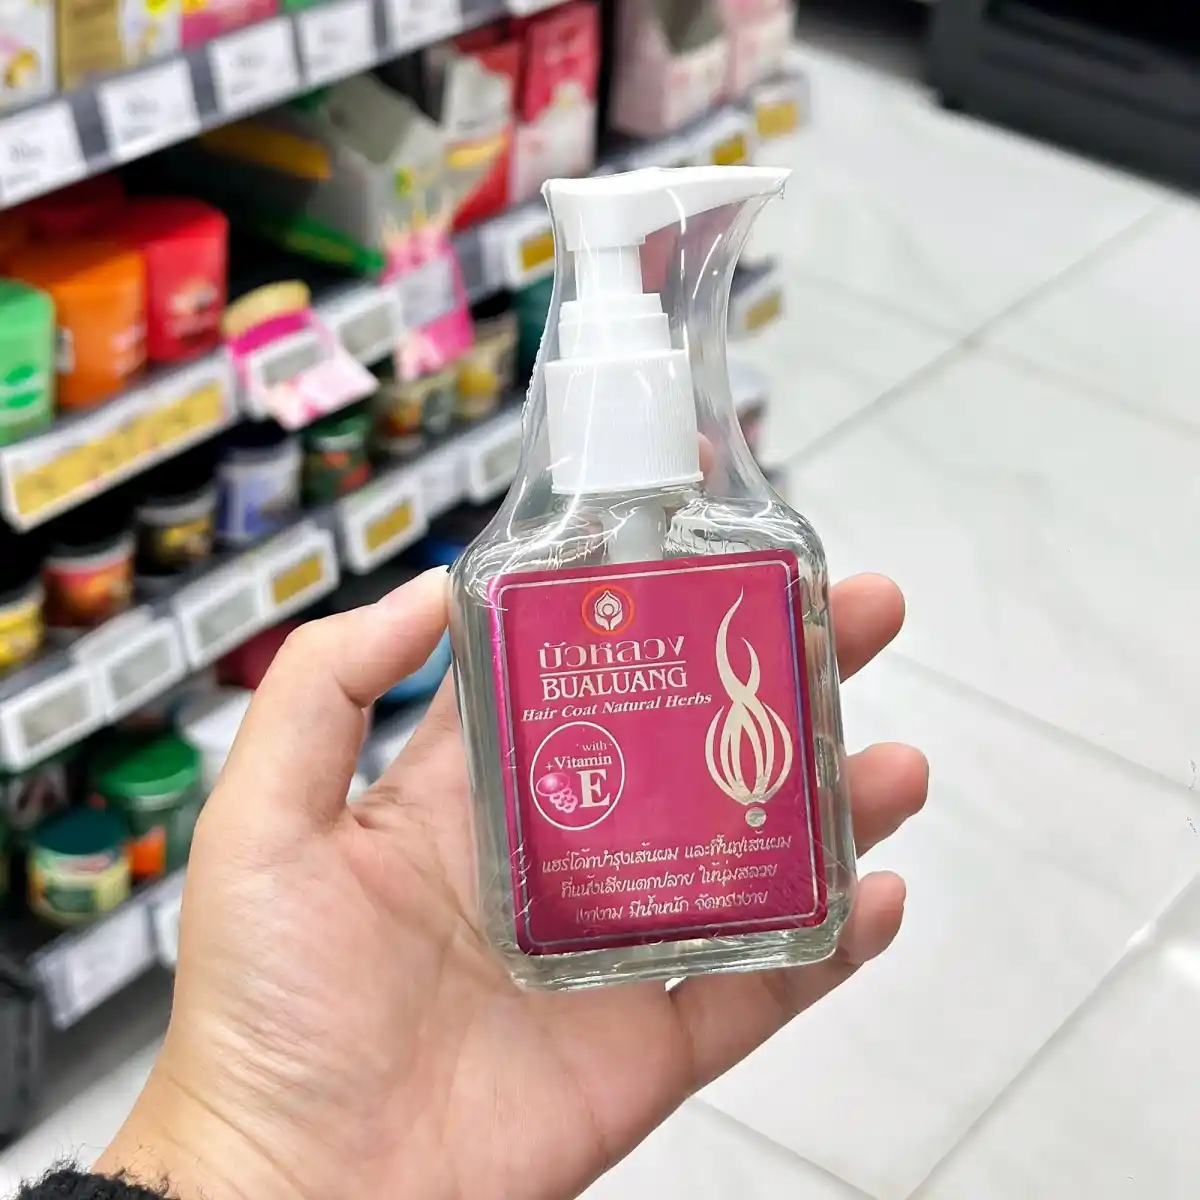 บัวหลวง
BUALUANG
Hair Coat Natural Herbs
with
+Vitamin
E
แฮร์โค้ทบำรุงเส้นผม และฟื้นฟูเส้นผม
ที่แห้งเสียแตกปลาย ให้นุ่มสลวย
เงางาม มีน้ำหนัก จัดทรงง่าย